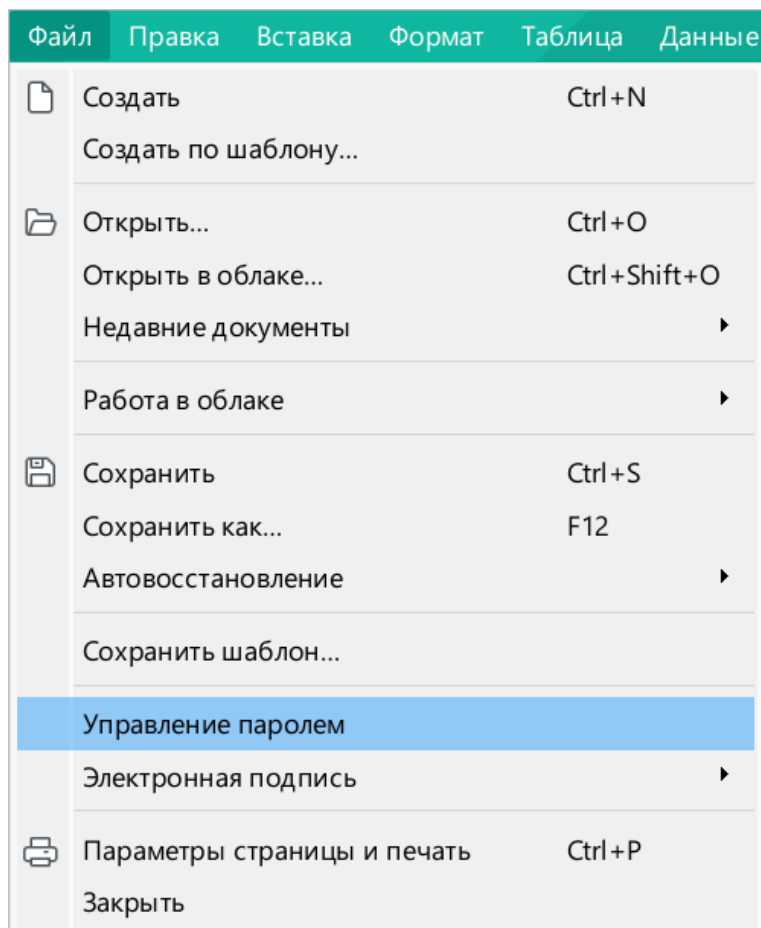 Файл Правка Вставка Формат Таблица Данные
Создать Ctrl+N
Создать по шаблону...
Открыть... Ctrl+O
Открыть в облаке... Ctrl+Shift+O
Недавние документы
Работа в облаке
Сохранить Ctrl+S
Сохранить как... F12
Автовосстановление
Сохранить шаблон...
Управление паролем
Электронная подпись
Параметры страницы и печать Ctrl+P
Закрыть